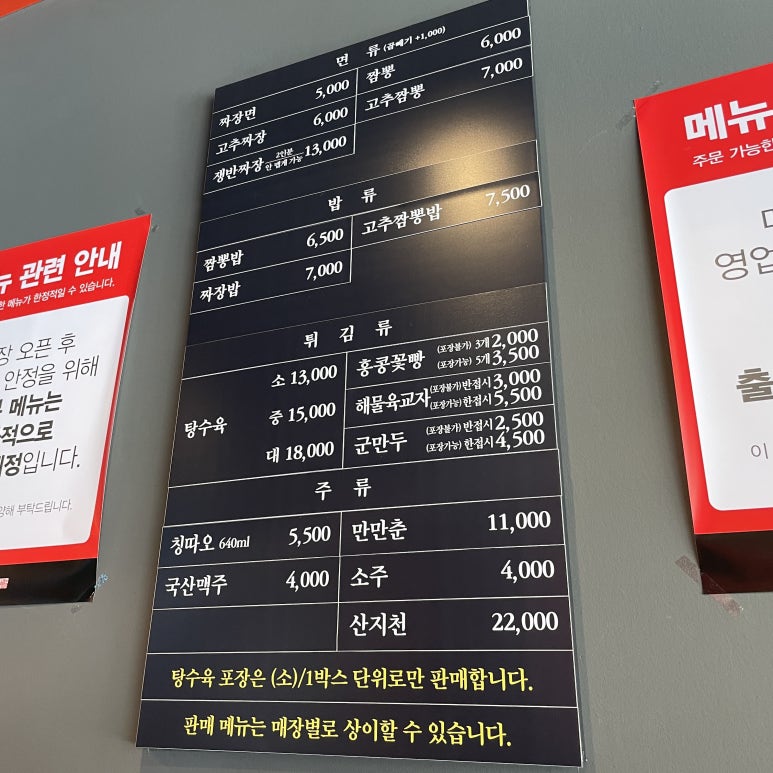 면 류 (곱빼기 +1,000)
짜장면 5,000
고추짜장 6,000
쟁반짜장 2인분 안 맵게 가능 13,000
짬뽕 6,000
고추짬뽕 7,000
밥 류
짬뽕밥 6,500
짜장밥 7,000
고추짬뽕밥 7,500
튀 김 류
탕수육
소 13,000
중 15,000
대 18,000
홍콩꽃빵 (포장불가) 3개 2,000
(포장가능) 5개 3,500
해물육교자 (포장불가) 반접시 3,000
(포장가능) 한접시 5,500
군만두 (포장불가) 반접시 2,500
(포장가능) 한접시 4,500
주 류
칭따오 640ml 5,500
국산맥주 4,000
만만춘 11,000
소주 4,000
산지천 22,000
탕수육 포장은 (소)/1박스 단위로만 판매합니다.
판매 메뉴는 매장별로 상이할 수 있습니다.
뉴 관련 안내
한 메뉴가 한정적일 수 있습니다.
장 오픈 후
안정을 위해
메뉴는
적으로
정입니다.
양해 부탁드립니다.
메뉴
주문 가능한
영업
출
이